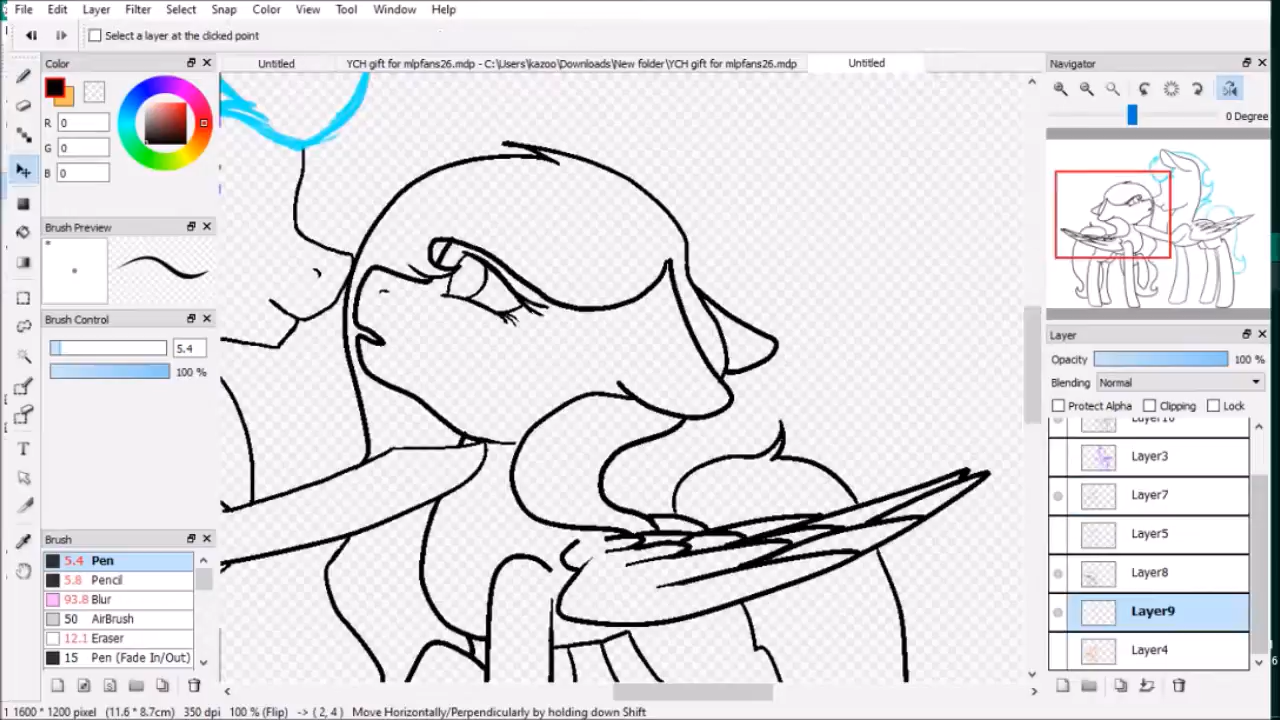 File Edit Layer Filter Select Snap Color View Tool Window Help
Select a layer at the clicked point
Color
Untitled
YCH gift for mlpfans26.mdp - C:\Users\kazoo\Downloads\New folder\YCH gift for mlpfans26.mdp
Untitled
Navigator
R 0
G 0
B 0
0 Degree
Brush Preview
Brush Control
5.4
100 %
Layer
Opacity 100 %
Blending Normal
Protect Alpha Clipping Lock
Layer10
Layer3
Layer7
Layer5
Layer8
Layer9
Layer4
Brush
5.4 Pen
5.8 Pencil
93.8 Blur
50 AirBrush
12.1 Eraser
15 Pen (Fade In/Out)
1 1600 * 1200 pixel (11.6 * 8.7cm) 350 dpi 100 % (Flip) -> ( 2, 4 ) Move Horizontally/Perpendicularly by holding down Shift